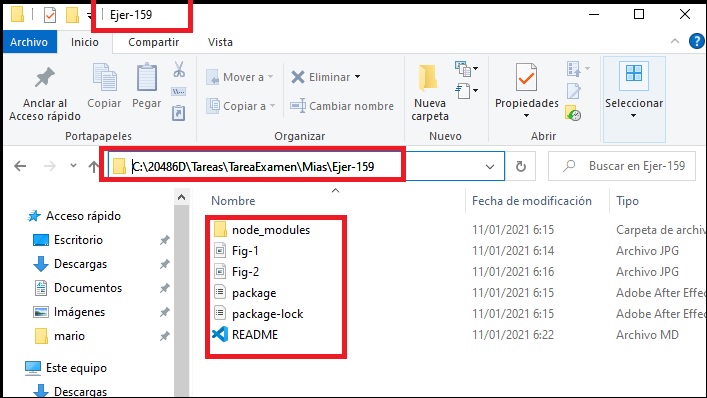 Ejer-159
Archivo Inicio Compartir Vista
Anclar al
Acceso rápido
Copiar
Pegar
Mover a
Copiar a
Eliminar
Cambiar nombre
Nueva
carpeta
Propiedades
Seleccionar
Portapapeles Organizar Nuevo Abrir
C:\20486D\Tareas\TareaExamen\Mias\Ejer-159
Buscar en Ejer-159
Nombre Fecha de modificación Tipo
Acceso rápido
Escritorio
Descargas
Documentos
Imágenes
mario
Este equipo
Descargas
node_modules 11/01/2021 6:15 Carpeta de archiv
Fig-1 11/01/2021 6:14 Archivo JPG
Fig-2 11/01/2021 6:16 Archivo JPG
package 11/01/2021 6:15 Adobe After Effec
package-lock 11/01/2021 6:15 Adobe After Effec
README 11/01/2021 6:22 Archivo MD